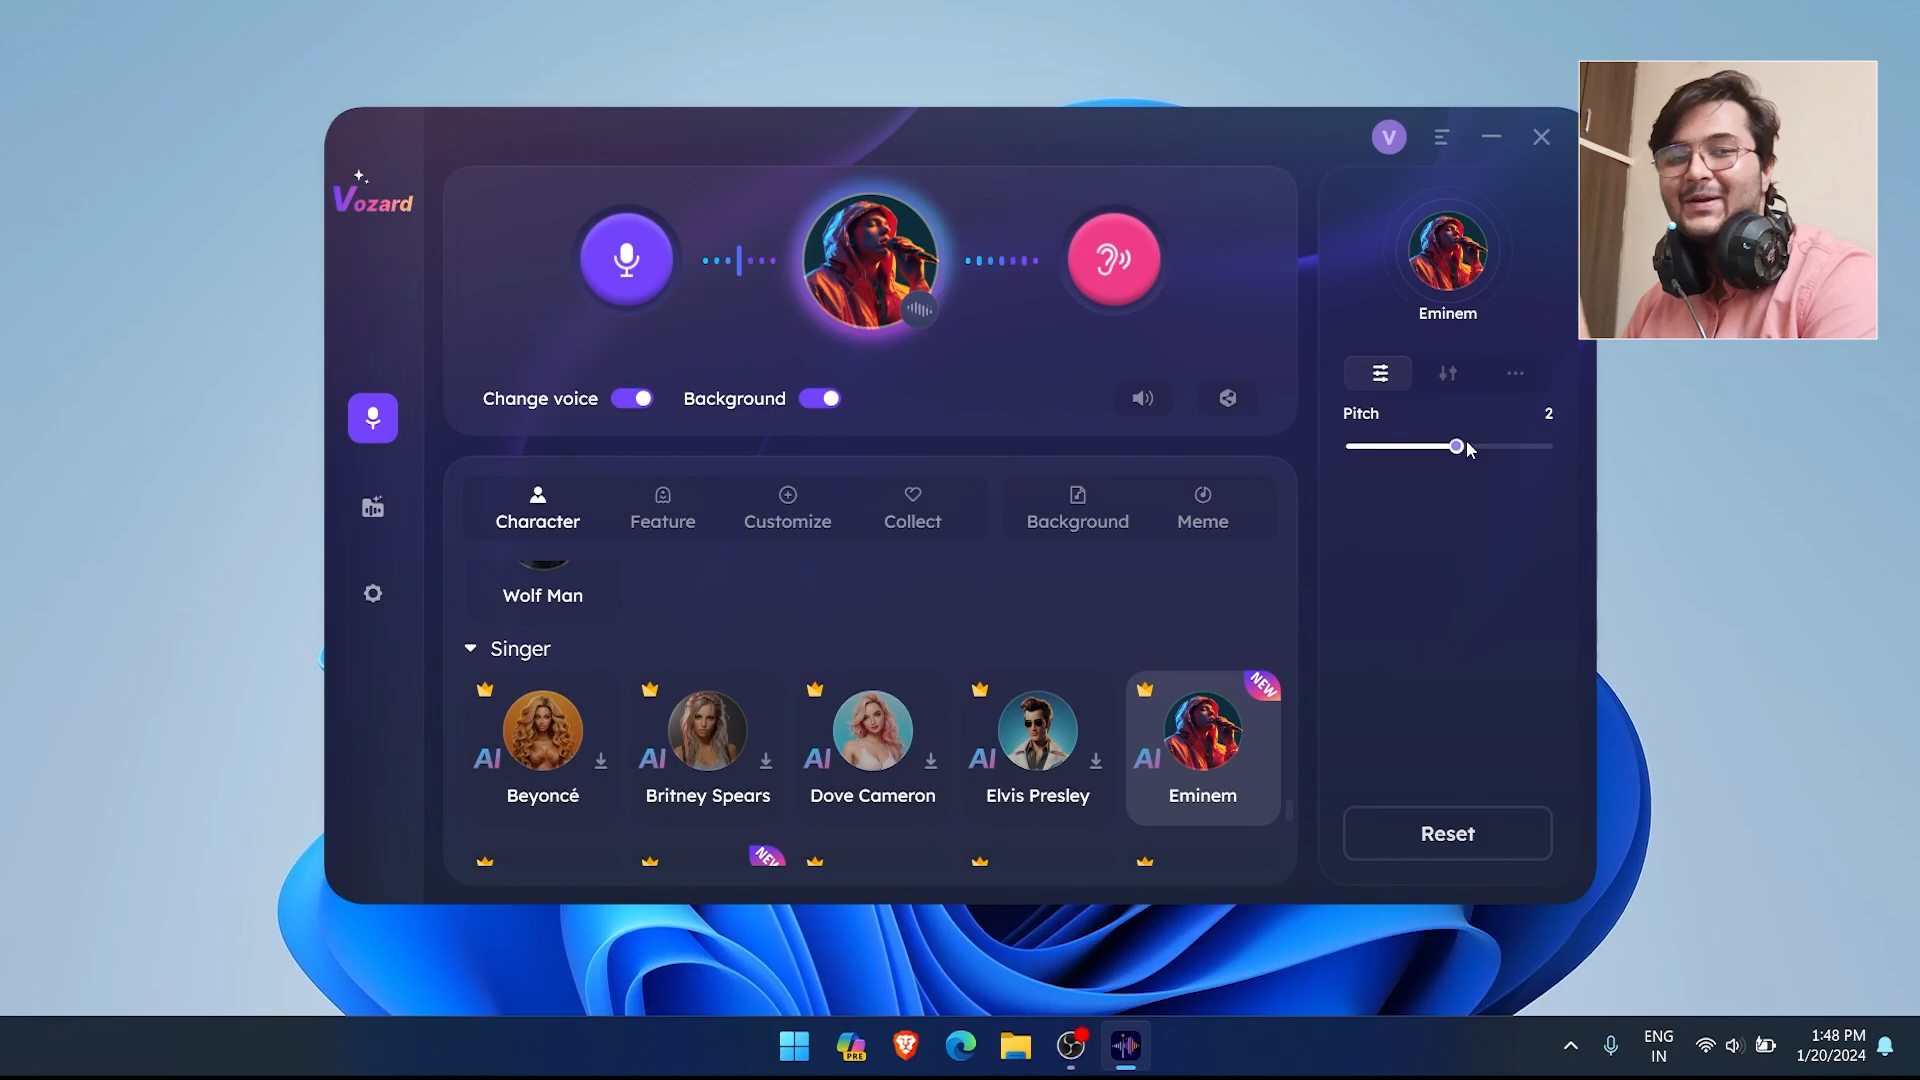 V
Vozard
Eminem
Change voice
Background
Pitch
2
Character
Feature
Customize
Collect
Background
Meme
Wolf Man
Singer
NEW
AI
AI
AI
AI
AI
Beyoncé
Britney Spears
Dove Cameron
Elvis Presley
Eminem
Reset
NEW
PRE
ENG
IN
1:48 PM
1/20/2024